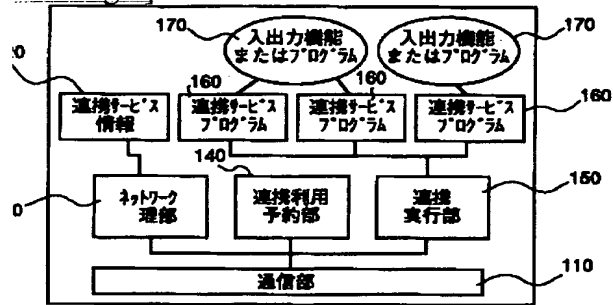 170
入出力機能
またはプログラム
入出力機能
またはプログラム
170
20
160
160
連携サービス
情報
連携サービス
プログラム
連携サービス
プログラム
連携サービス
プログラム
160
140
0
ネットワーク
理部
連携利用
予約部
連携
実行部
150
通信部
110